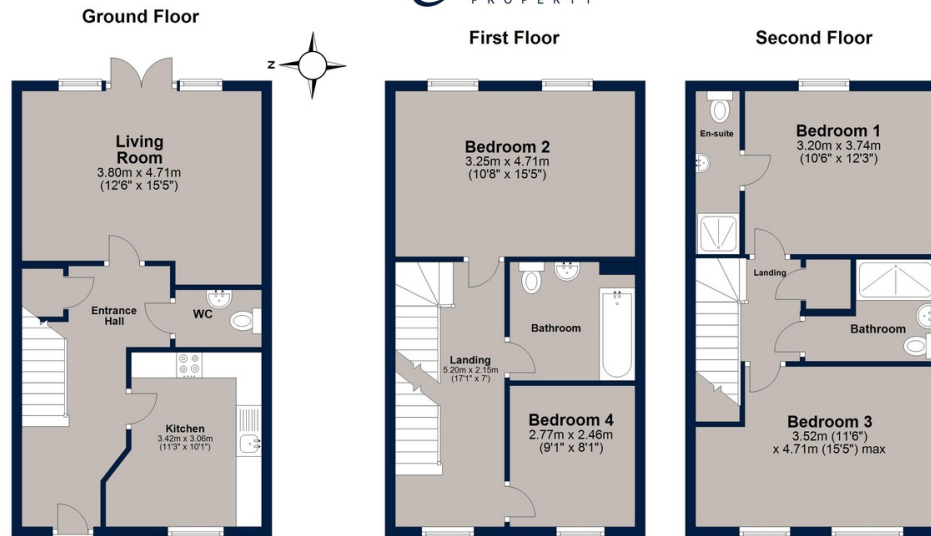 PROPERTY
Ground Floor
First Floor
Second Floor
z
Living
Room
3.80m x 4.71m
(12'6" x 15'5")
Entrance
Hall
WC
Kitchen
3.42m x 3.06m
(11'3" x 10'1")
Bedroom 2
3.25m x 4.71m
(10'8" x 15'5")
Bathroom
Landing
5.20m x 2.15m
(17'1" x 7')
Bedroom 4
2.77m x 2.46m
(9'1" x 8'1")
En-suite
Bedroom 1
3.20m x 3.74m
(10'6" x 12'3")
Landing
Bathroom
Bedroom 3
3.52m (11'6")
x 4.71m (15'5") max